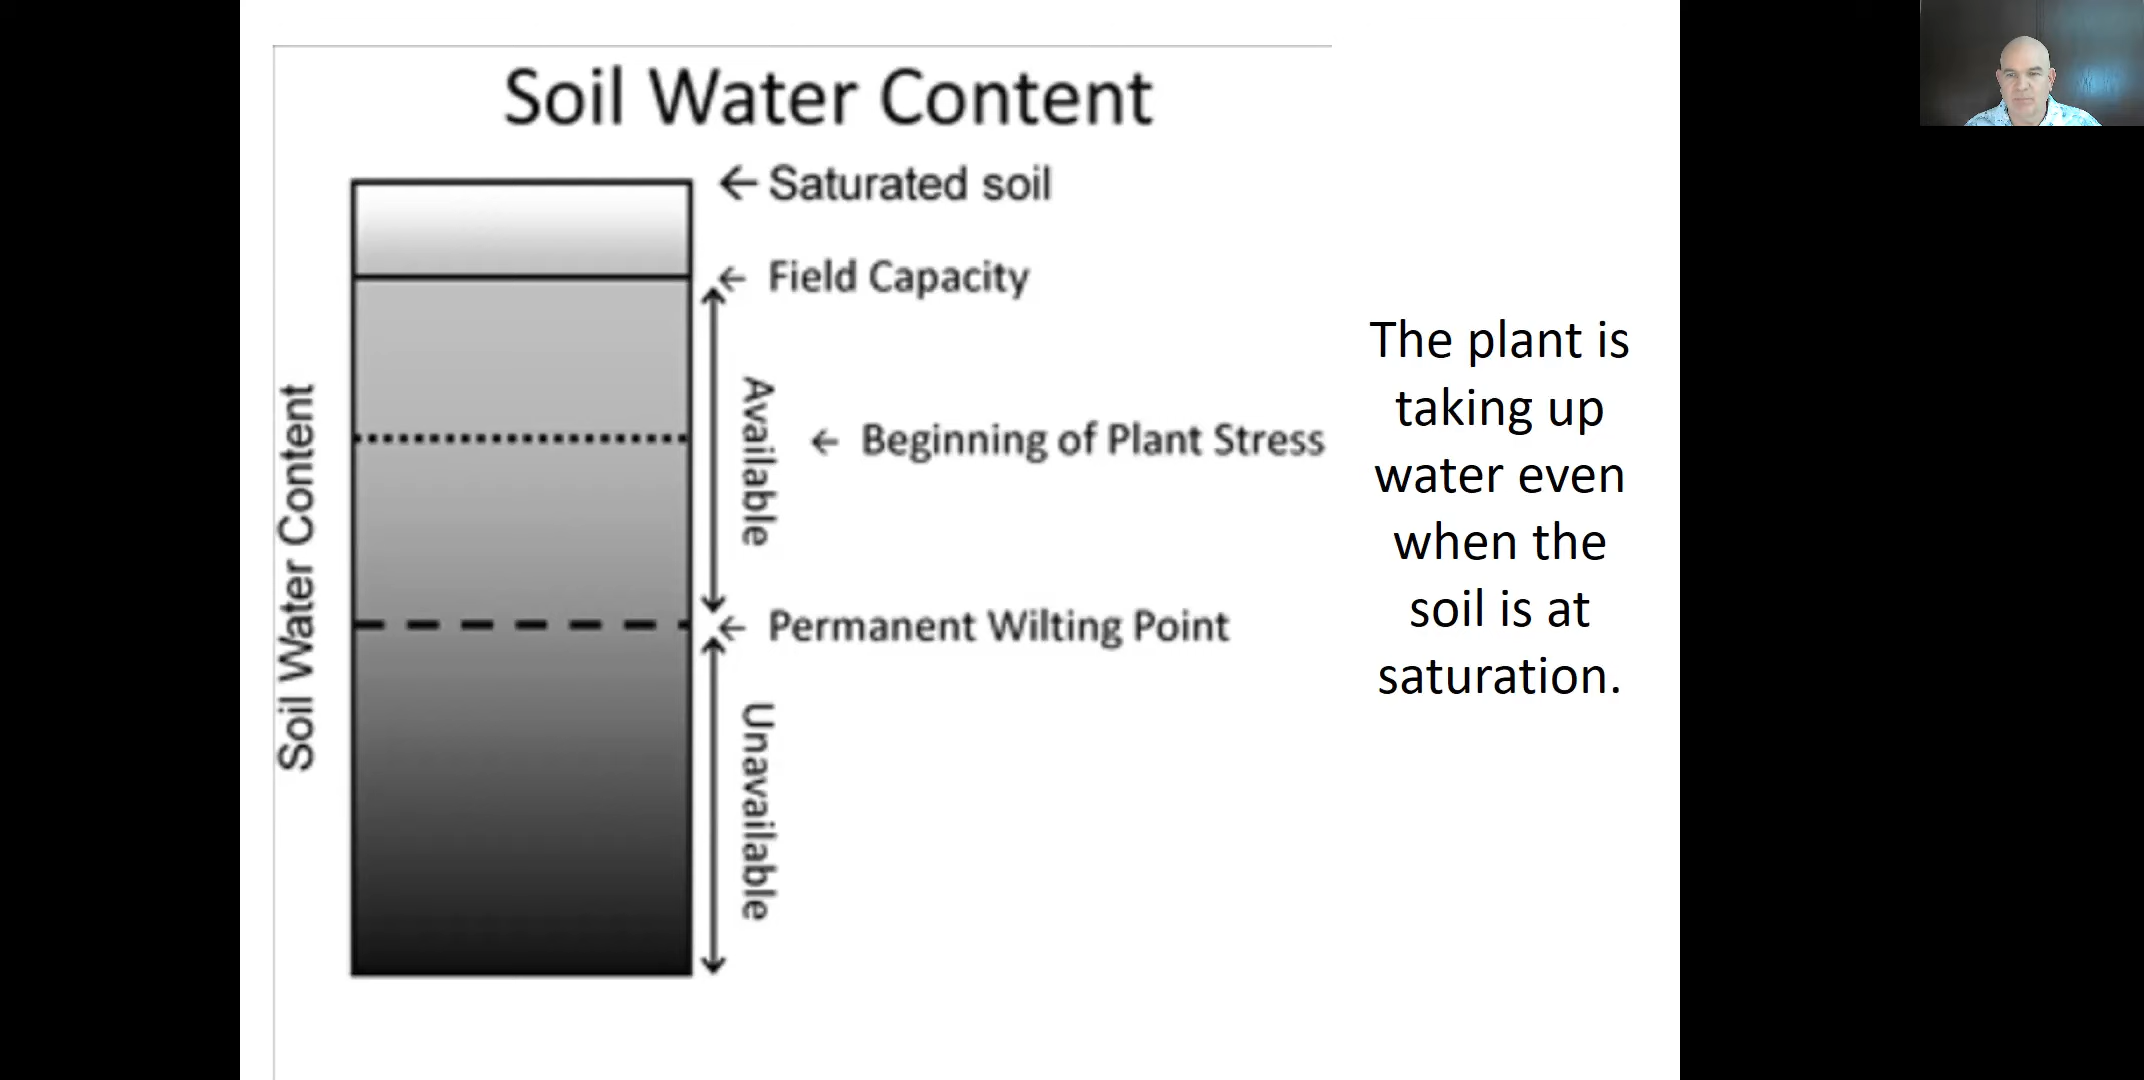 Soil Water Content
← Saturated soil
← Field Capacity
Available
← Beginning of Plant Stress
← Permanent Wilting Point
Unavailable
Soil Water Content
The plant is
taking up
water even
when the
soil is at
saturation.